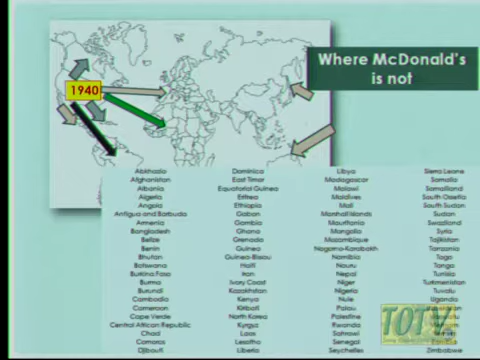 Where McDonald's
is not
1940
Abkhazia
Afghanistan
Albania
Algeria
Angola
Antigua and Barbuda
Armenia
Bangladesh
Belize
Benin
Bhutan
Botswana
Burkina Faso
Burma
Burundi
Cambodia
Cameroon
Cape Verde
Central African Republic
Chad
Comoros
Djibouti
Dominica
East Timor
Equatorial Guinea
Eritrea
Ethiopia
Gabon
Gambia
Ghana
Grenada
Guinea
Guinea-Bissau
Haiti
Iran
Ivory Coast
Kazakhstan
Kenya
Kiribati
North Korea
Kyrgyz
Laos
Lesotho
Liberia
Libya
Madagascar
Malawi
Maldives
Mali
Marshall Islands
Mauritania
Mongolia
Mozambique
Nagorno-Karabakh
Namibia
Nauru
Nepal
Niger
Nigeria
Niue
Palau
Palestine
Rwanda
Sahrawi
Senegal
Seychelles
Sierra Leone
Somalia
Somaliland
South Ossetia
South Sudan
Sudan
Swaziland
Syria
Tajikistan
Tanzania
Togo
Tonga
Tunisia
Turkmenistan
Tuvalu
Uganda
Zimbabwe
TOTV